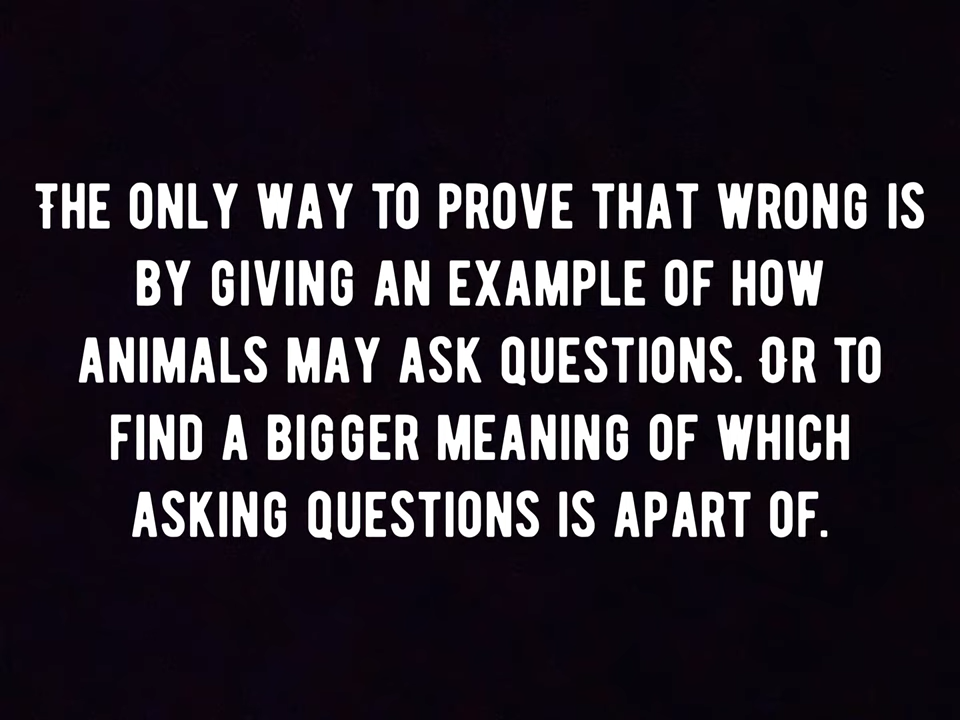 The only way to prove that wrong is
by giving an example of how
animals may ask questions. Or to
find a bigger meaning of which
asking questions is apart of.